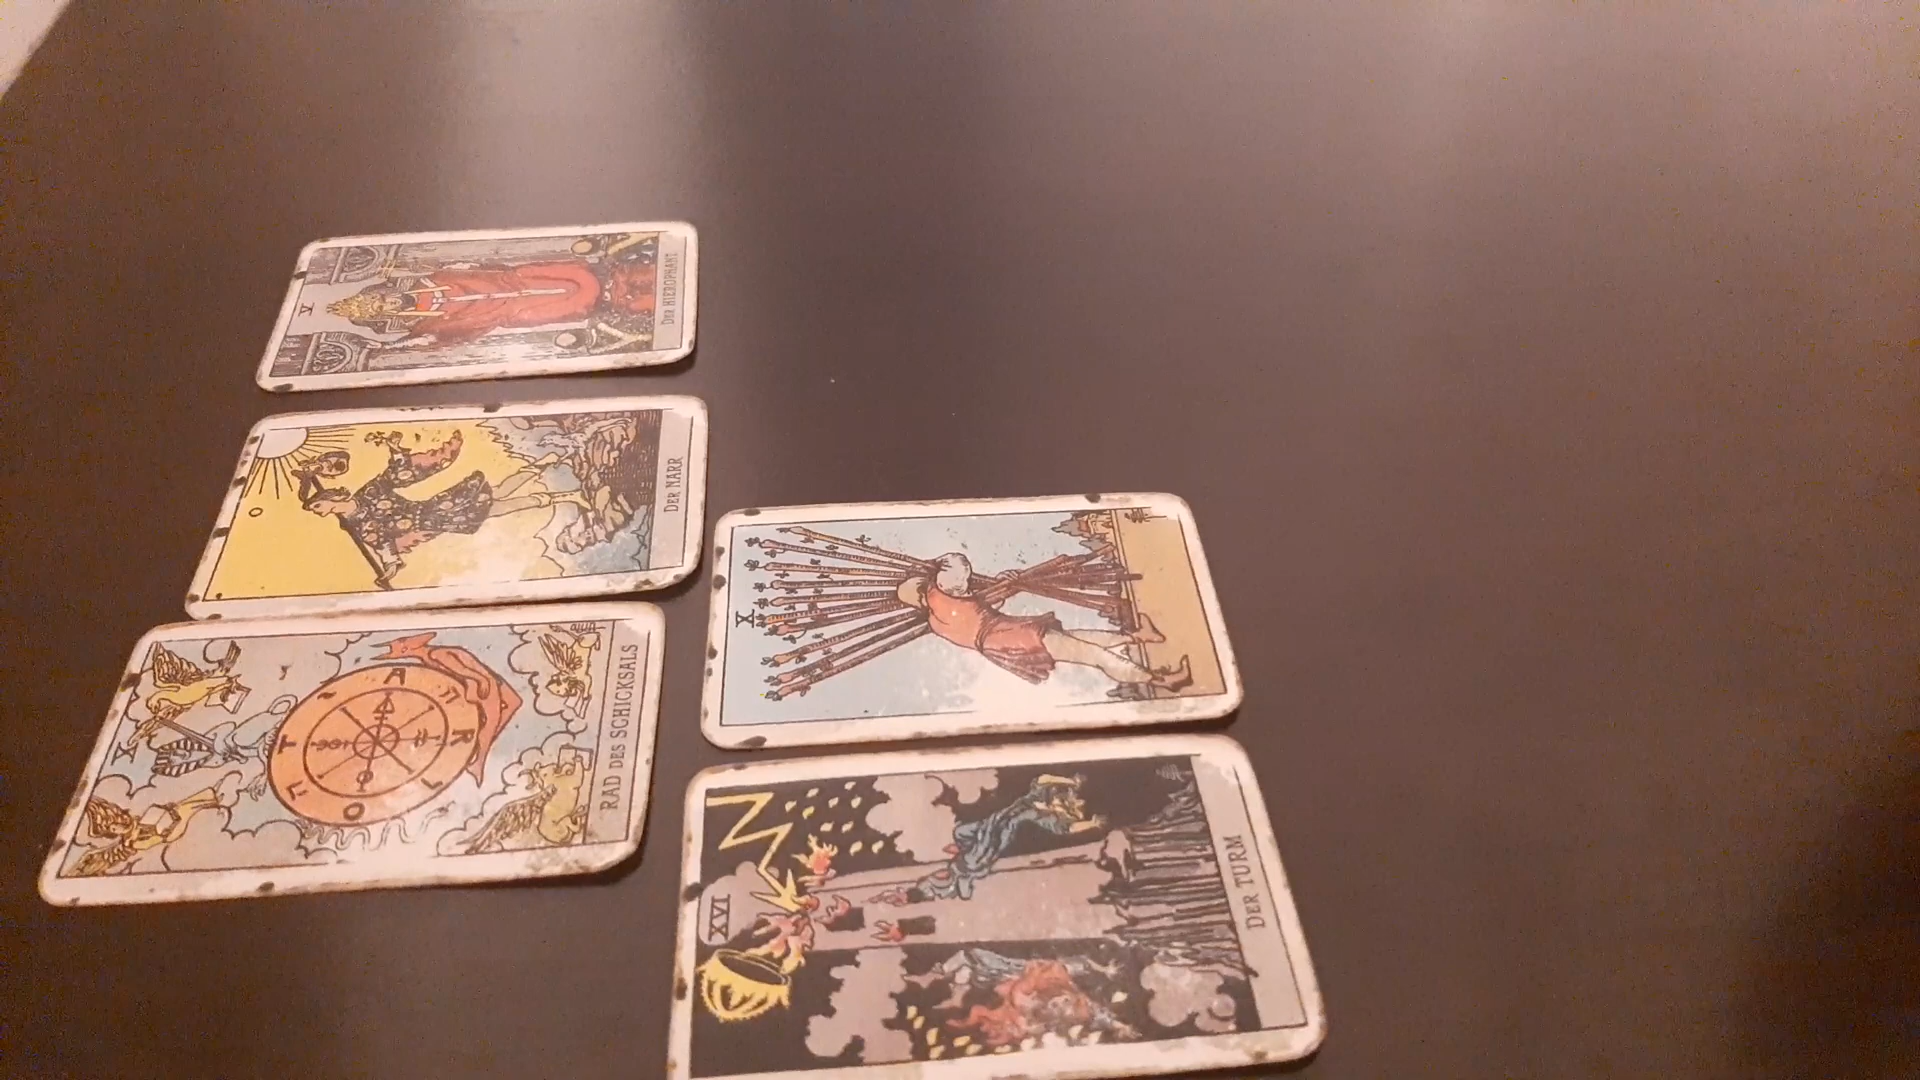 V
DER HIEROPHANT
0
DER NARR
X
T A R O
RAD DES SCHICKSALS
X
XVI
DER TURM